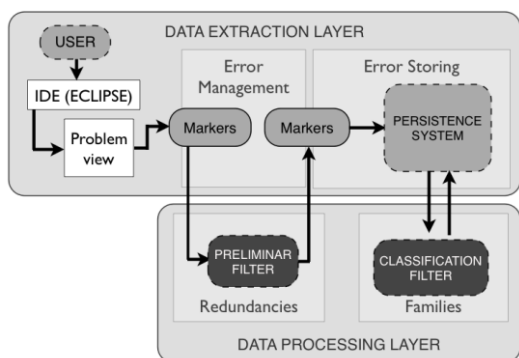 DATA EXTRACTION LAYER
USER
IDE (ECLIPSE)
Problem
view
Error
Management
Markers
Markers
Error Storing
PERSISTENCE
SYSTEM
PRELIMINAR
FILTER
Redundancies
CLASSIFICATION
FILTER
Families
DATA PROCESSING LAYER